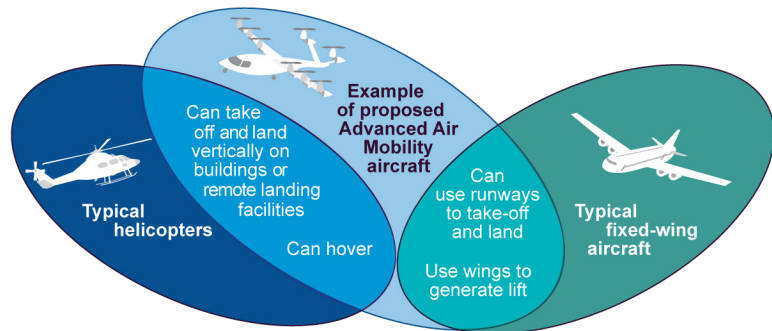 Example
of proposed
Advanced Air
Mobility
aircraft
Can take
off and land
vertically on
buildings or
remote landing
facilities
Can hover
Typical
helicopters
Can
use runways
to take-off
and land
Use wings to
generate lift
Typical
fixed-wing
aircraft